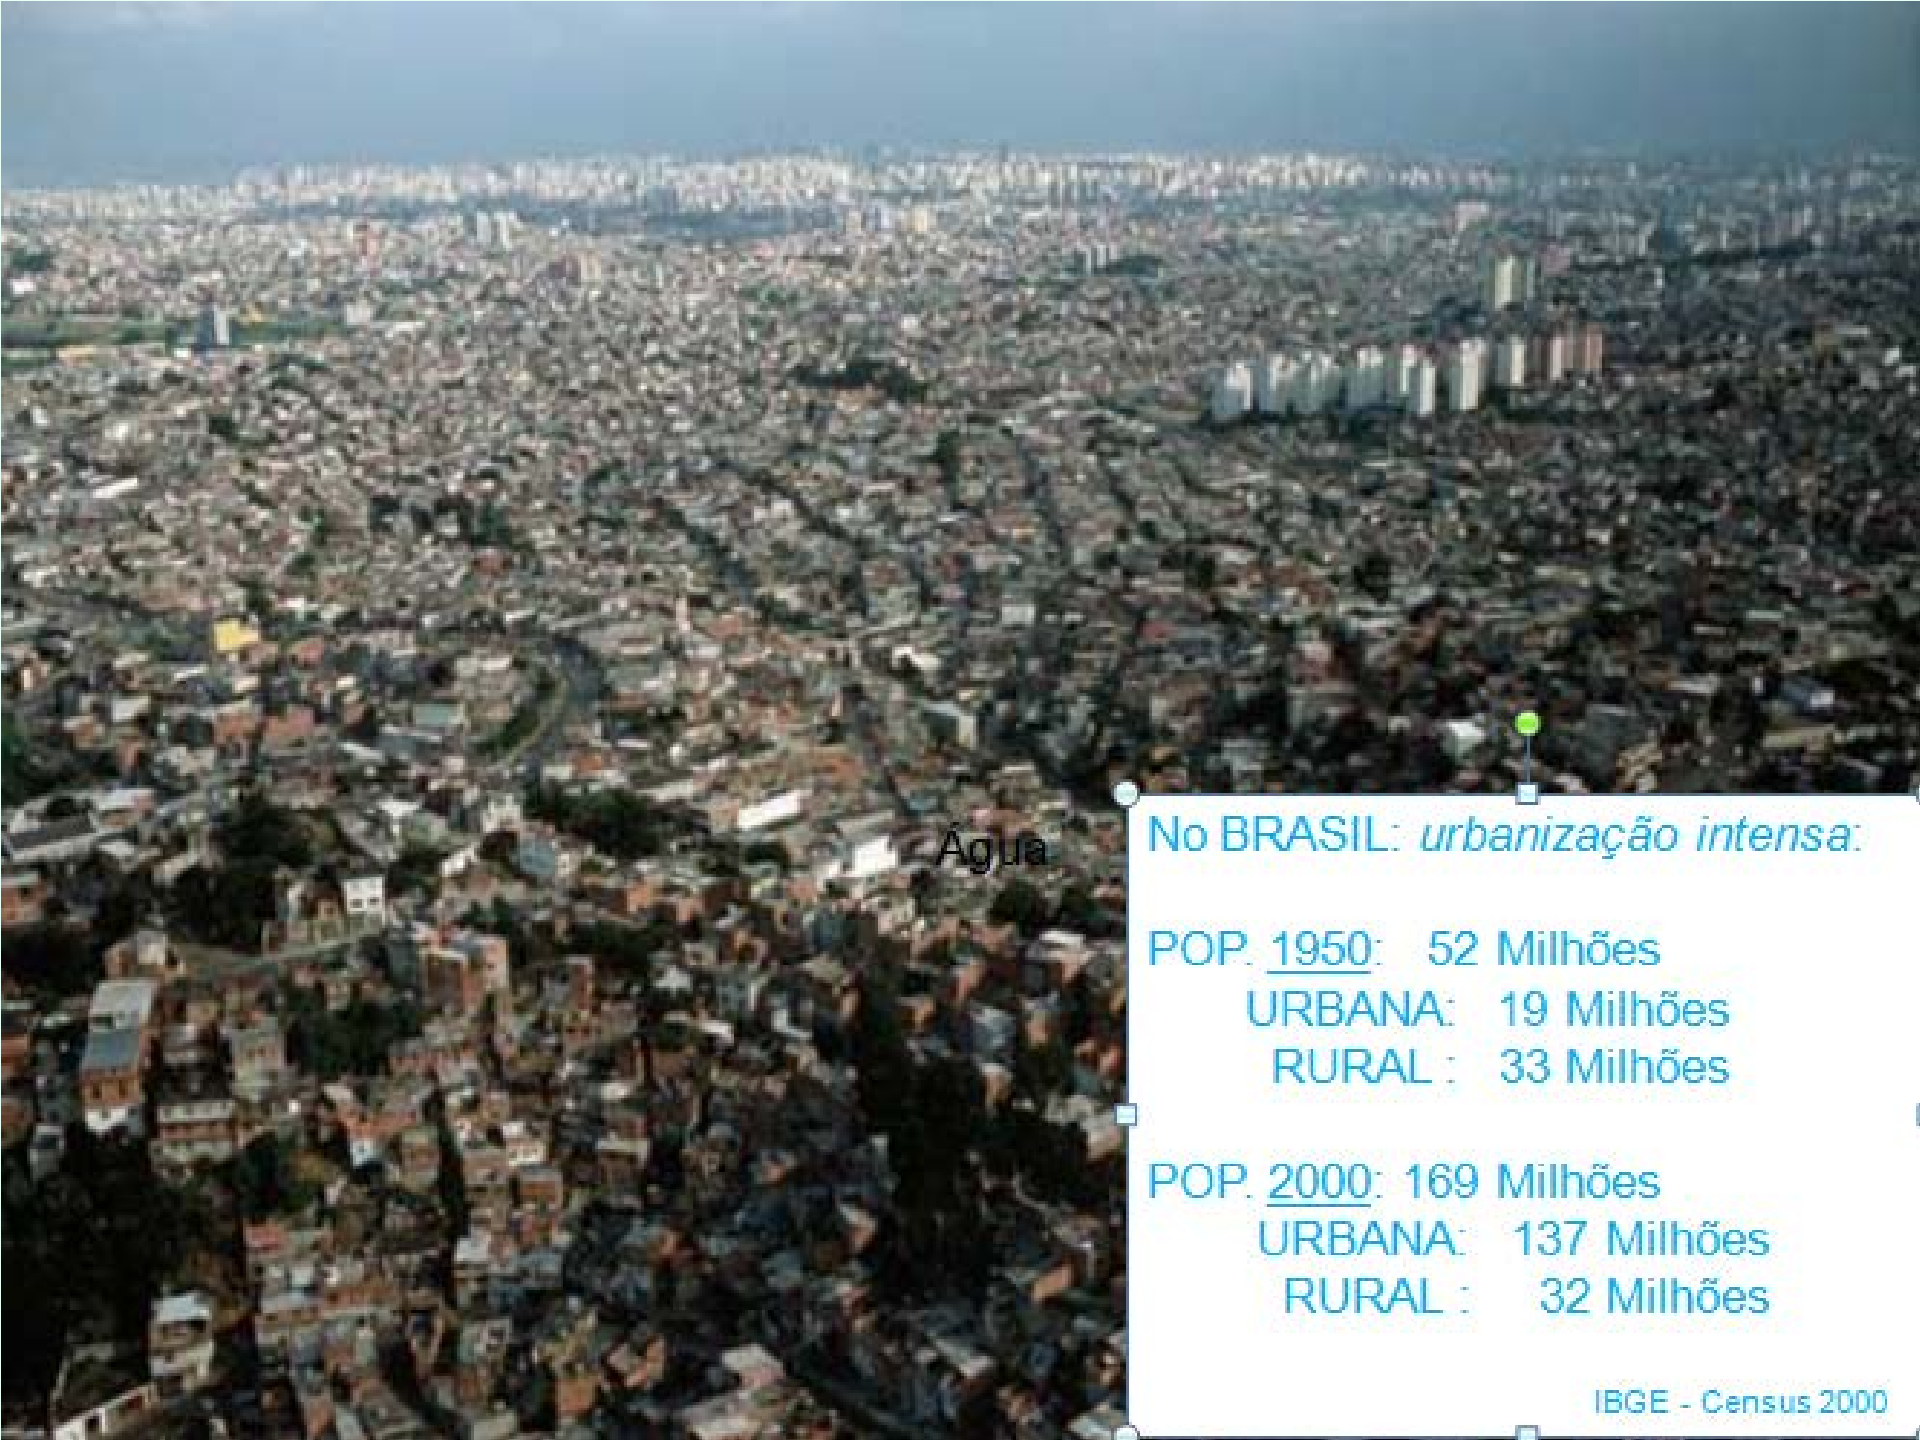 Água
No BRASIL: urbanização intensa:
POP. 1950: 52 Milhões
URBANA: 19 Milhões
RURAL : 33 Milhões
POP. 2000: 169 Milhões
URBANA: 137 Milhões
RURAL : 32 Milhões
IBGE - Census 2000